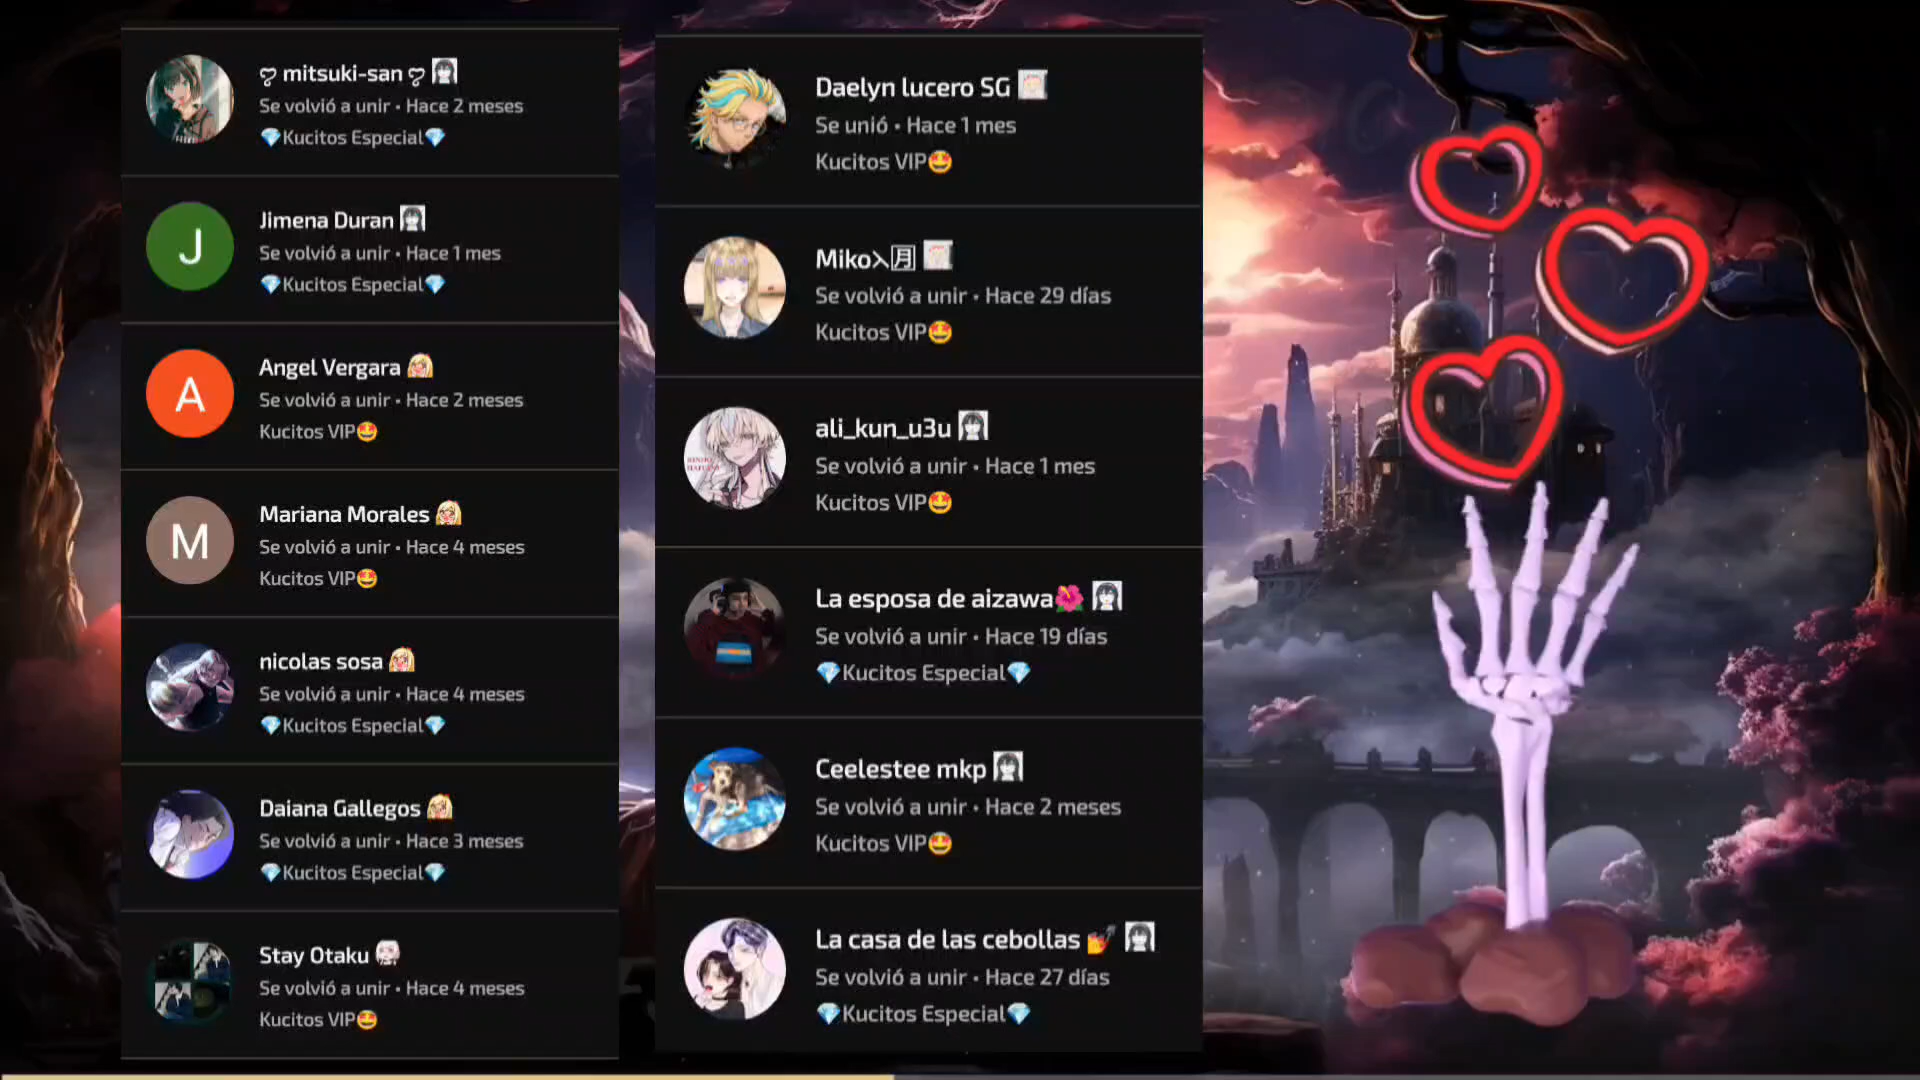 ღ mitsuki-san ღ
Se volvió a unir • Hace 2 meses
💎Kucitos Especial💎
J
Jimena Duran
Se volvió a unir • Hace 1 mes
💎Kucitos Especial💎
A
Angel Vergara
Se volvió a unir • Hace 2 meses
Kucitos VIP🤩
M
Mariana Morales
Se volvió a unir • Hace 4 meses
Kucitos VIP🤩
nicolas sosa
Se volvió a unir • Hace 4 meses
💎Kucitos Especial💎
Daiana Gallegos
Se volvió a unir • Hace 3 meses
💎Kucitos Especial💎
Stay Otaku
Se volvió a unir • Hace 4 meses
Kucitos VIP🤩
Daelyn lucero SG
Se unió • Hace 1 mes
Kucitos VIP🤩
Miko入月
Se volvió a unir • Hace 29 días
Kucitos VIP🤩
ali_kun_u3u
Se volvió a unir • Hace 1 mes
Kucitos VIP🤩
La esposa de aizawa🌺
Se volvió a unir • Hace 19 días
💎Kucitos Especial💎
Ceelestee mkp
Se volvió a unir • Hace 2 meses
Kucitos VIP🤩
La casa de las cebollas 💅
Se volvió a unir • Hace 27 días
💎Kucitos Especial💎